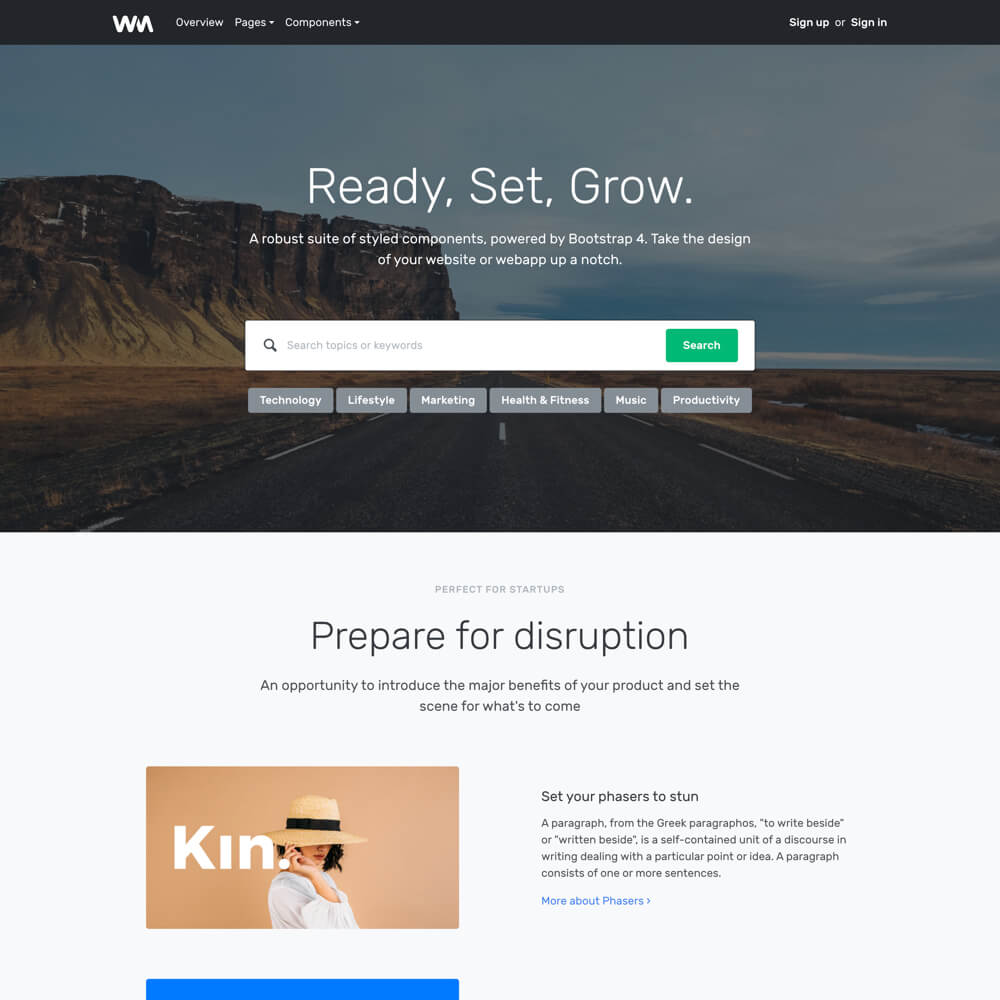 WM
Overview Pages Components
Sign up or Sign in
Ready, Set, Grow.
A robust suite of styled components, powered by Bootstrap 4. Take the design
of your website or webapp up a notch.
Search topics or keywords
Search
Technology Lifestyle Marketing Health & Fitness Music Productivity
PERFECT FOR STARTUPS
Prepare for disruption
An opportunity to introduce the major benefits of your product and set the
scene for what's to come
Kin.
Set your phasers to stun
A paragraph, from the Greek paragraphos, "to write beside"
or "written beside", is a self-contained unit of a discourse in
writing dealing with a particular point or idea. A paragraph
consists of one or more sentences.
More about Phasers ›